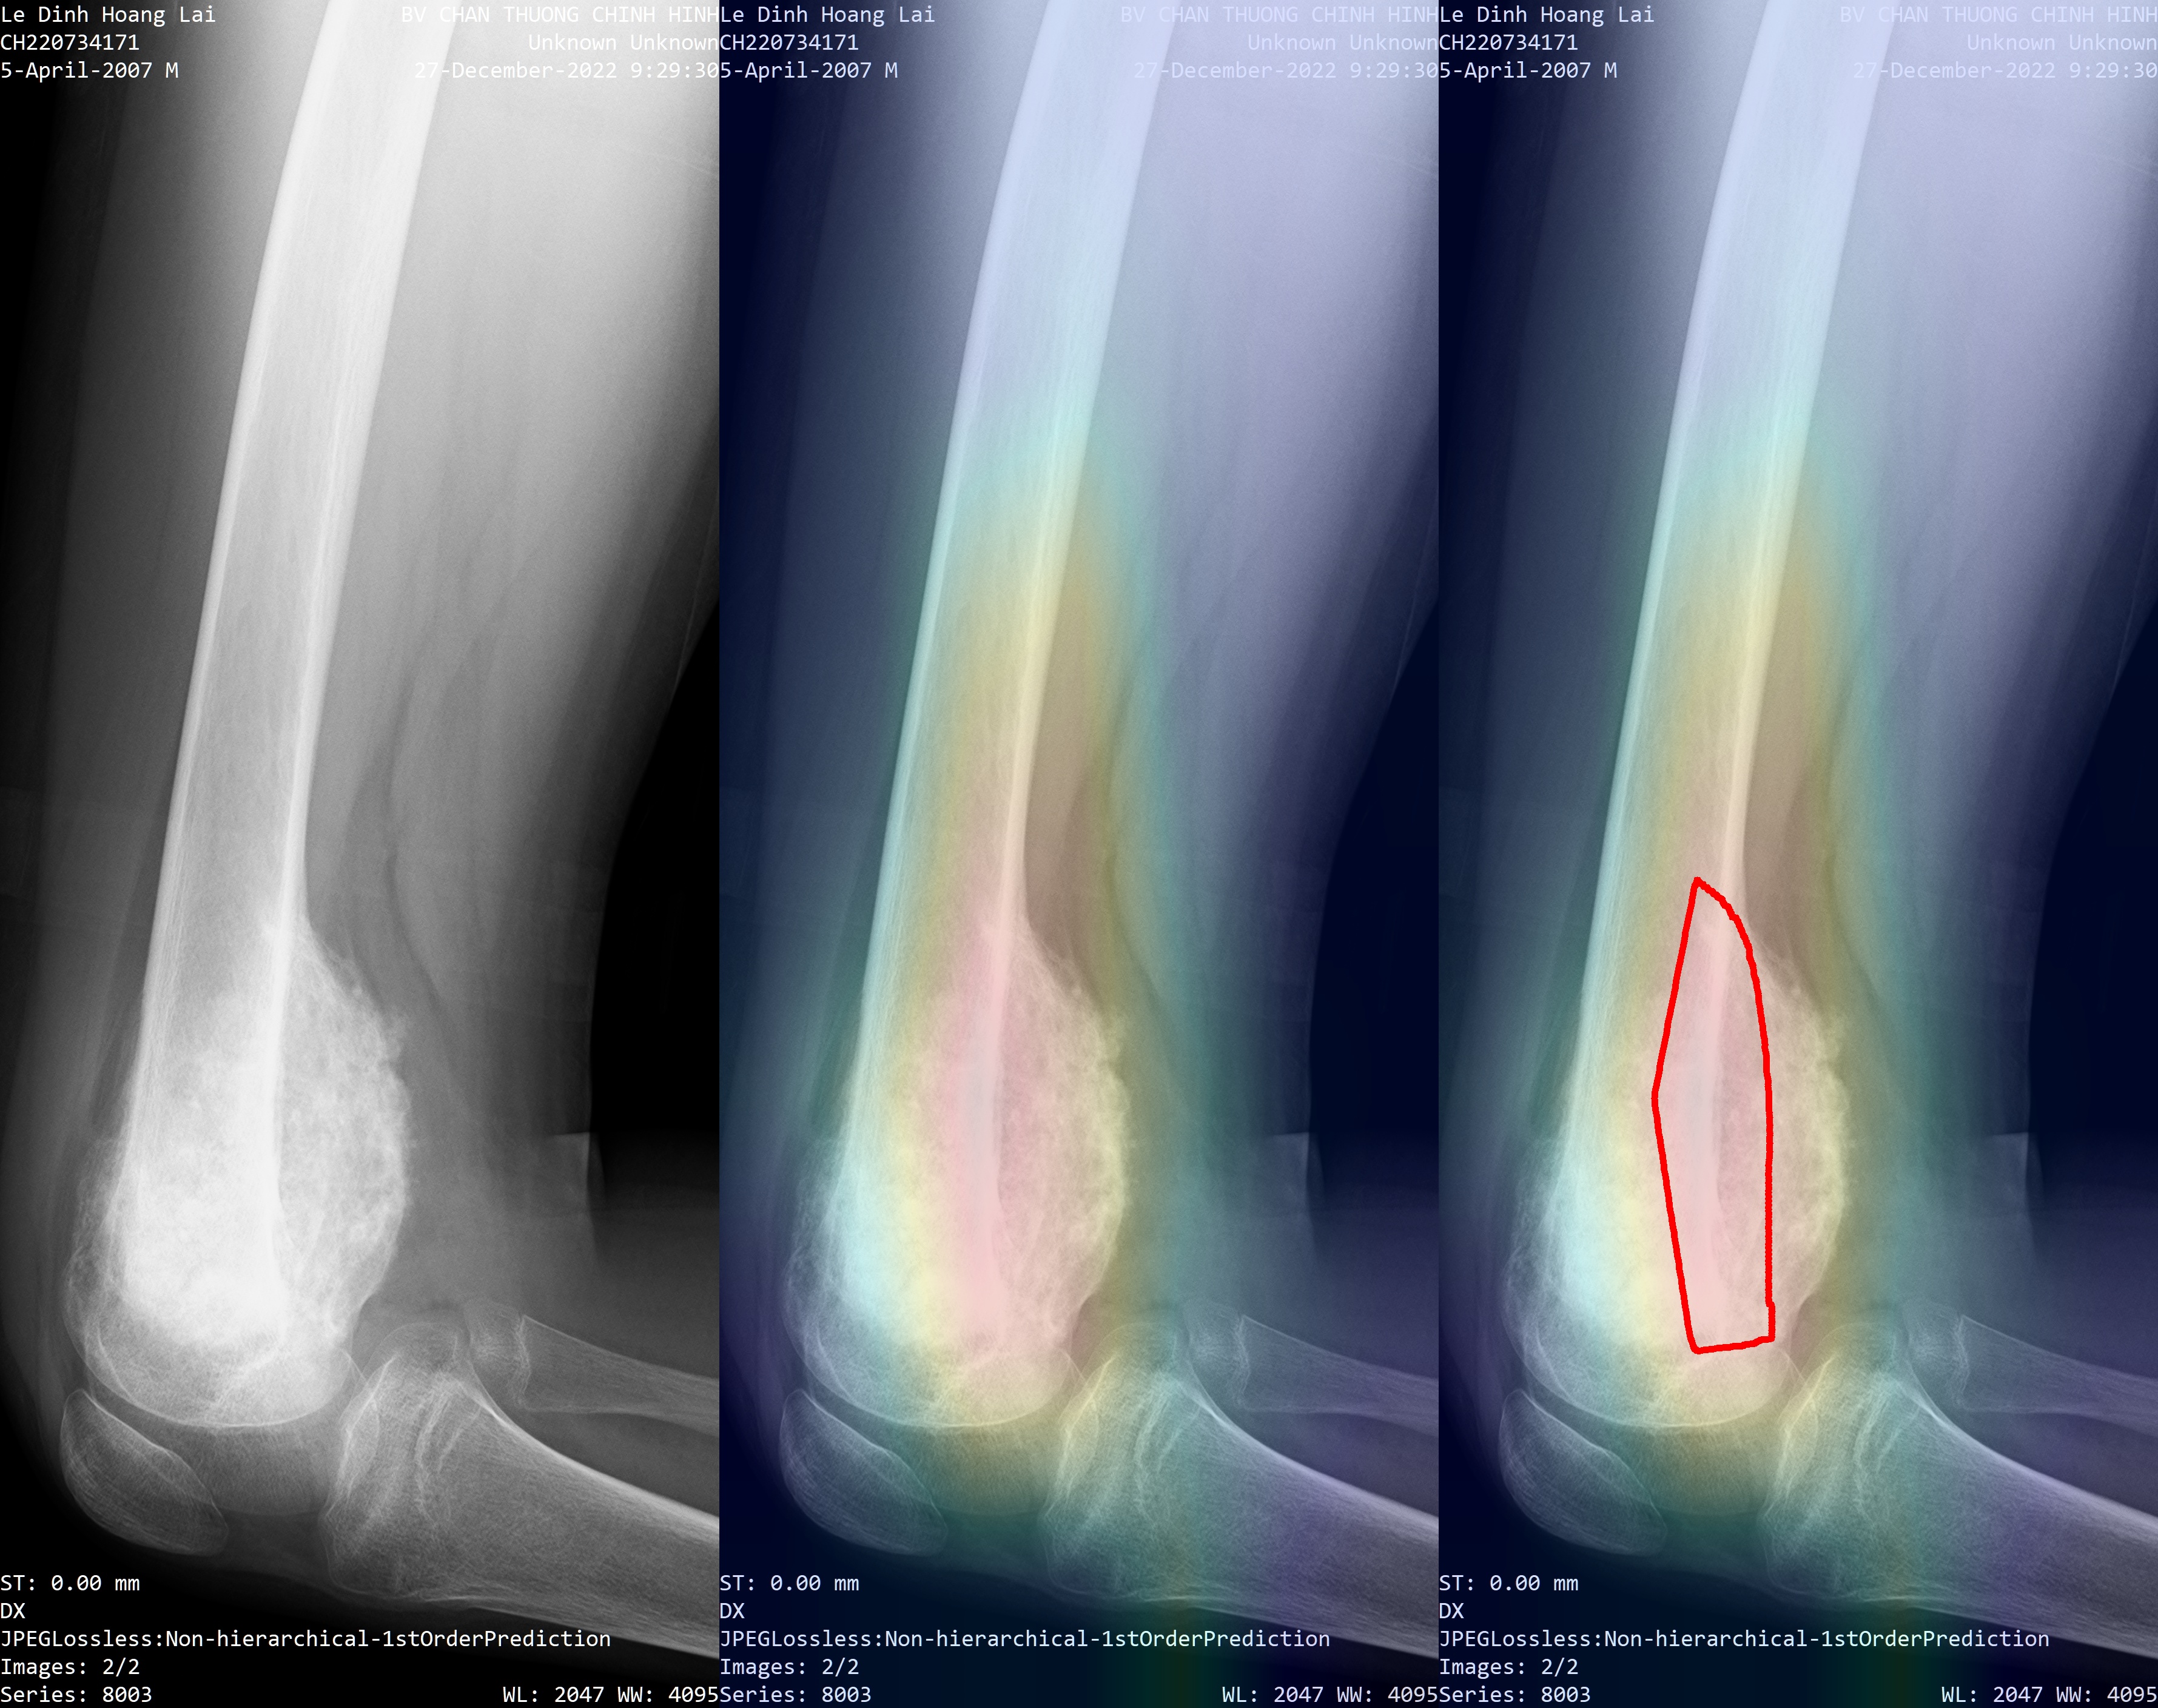 Le Dinh Hoang Lai BV CHAN THUONG CHINH HINH
CH220734171 Unknown Unknown
5-April-2007 M 27-December-2022 9:29:30
ST: 0.00 mm
DX
JPEGLossless:Non-hierarchical-1stOrderPrediction
Images: 2/2
Series: 8003 WL: 2047 WW: 4095
Le Dinh Hoang Lai BV CHAN THUONG CHINH HINH
CH220734171 Unknown Unknown
5-April-2007 M 27-December-2022 9:29:30
ST: 0.00 mm
DX
JPEGLossless:Non-hierarchical-1stOrderPrediction
Images: 2/2
Series: 8003 WL: 2047 WW: 4095
Le Dinh Hoang Lai BV CHAN THUONG CHINH HINH
CH220734171 Unknown Unknown
5-April-2007 M 27-December-2022 9:29:30
ST: 0.00 mm
DX
JPEGLossless:Non-hierarchical-1stOrderPrediction
Images: 2/2
Series: 8003 WL: 2047 WW: 4095